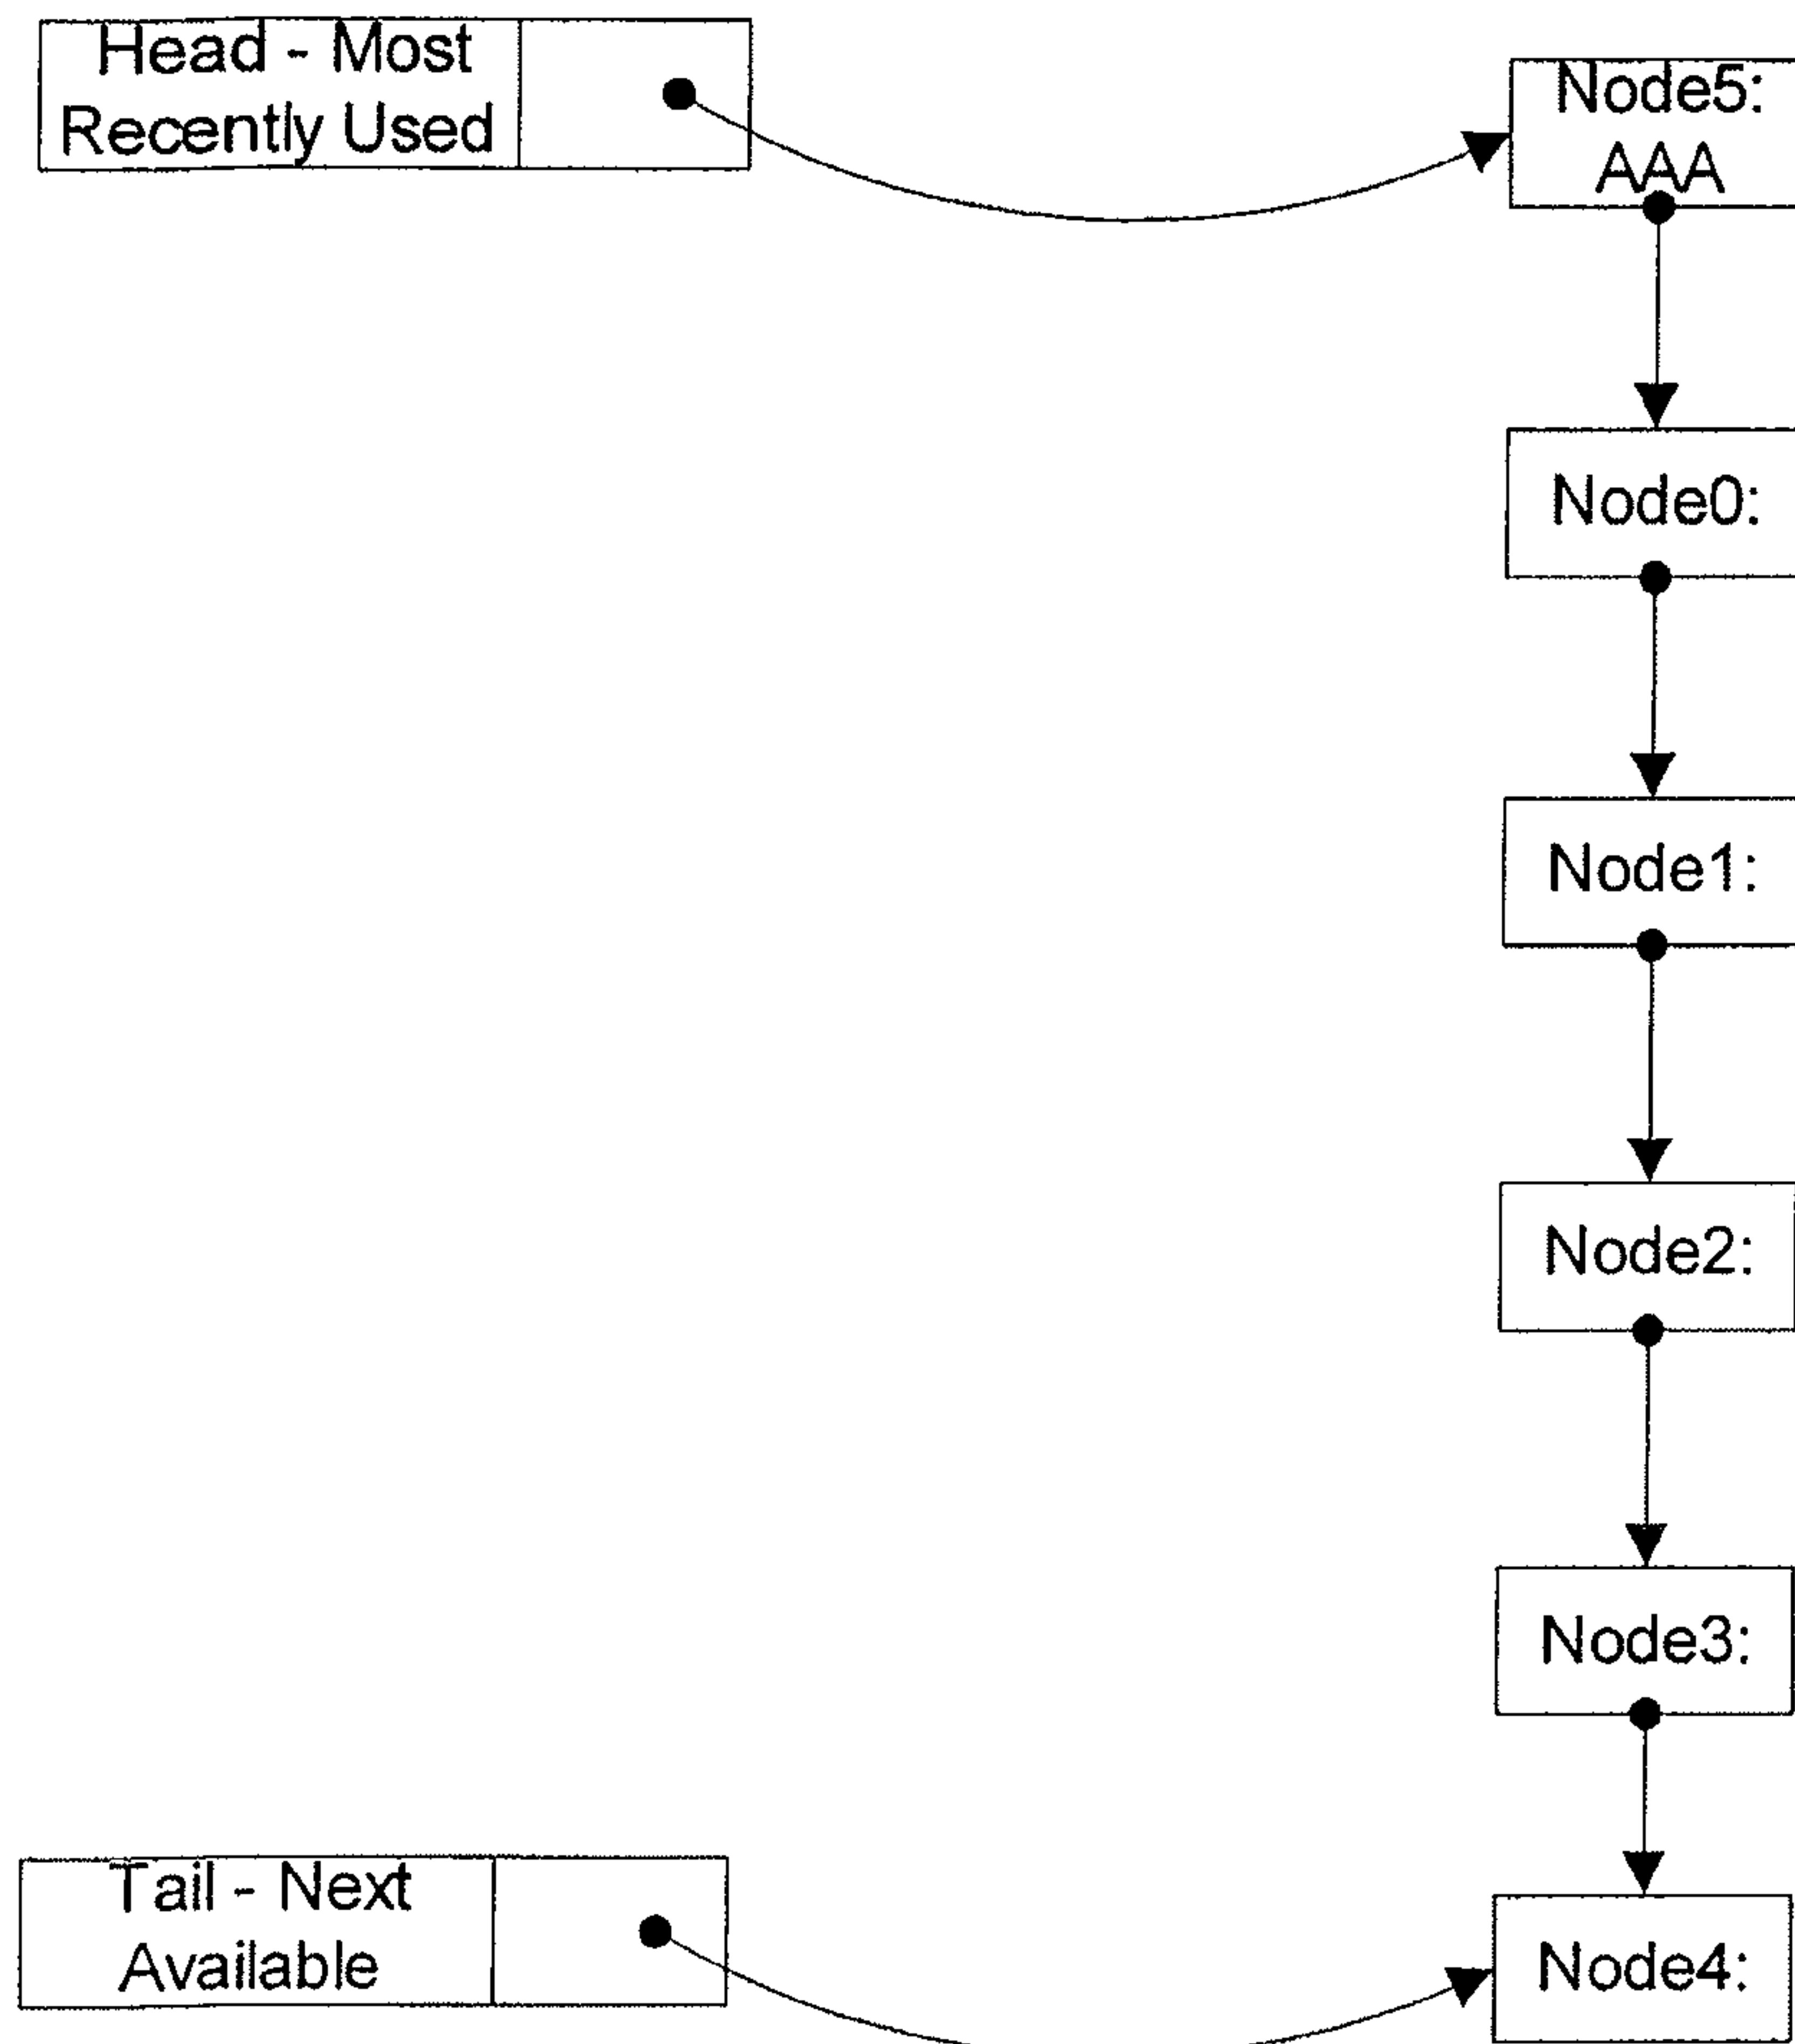 Head - Most
Recently Used
Node5:
AAA
Node0:
Node1:
Node2:
Node3:
Tail - Next
Available
Node4: